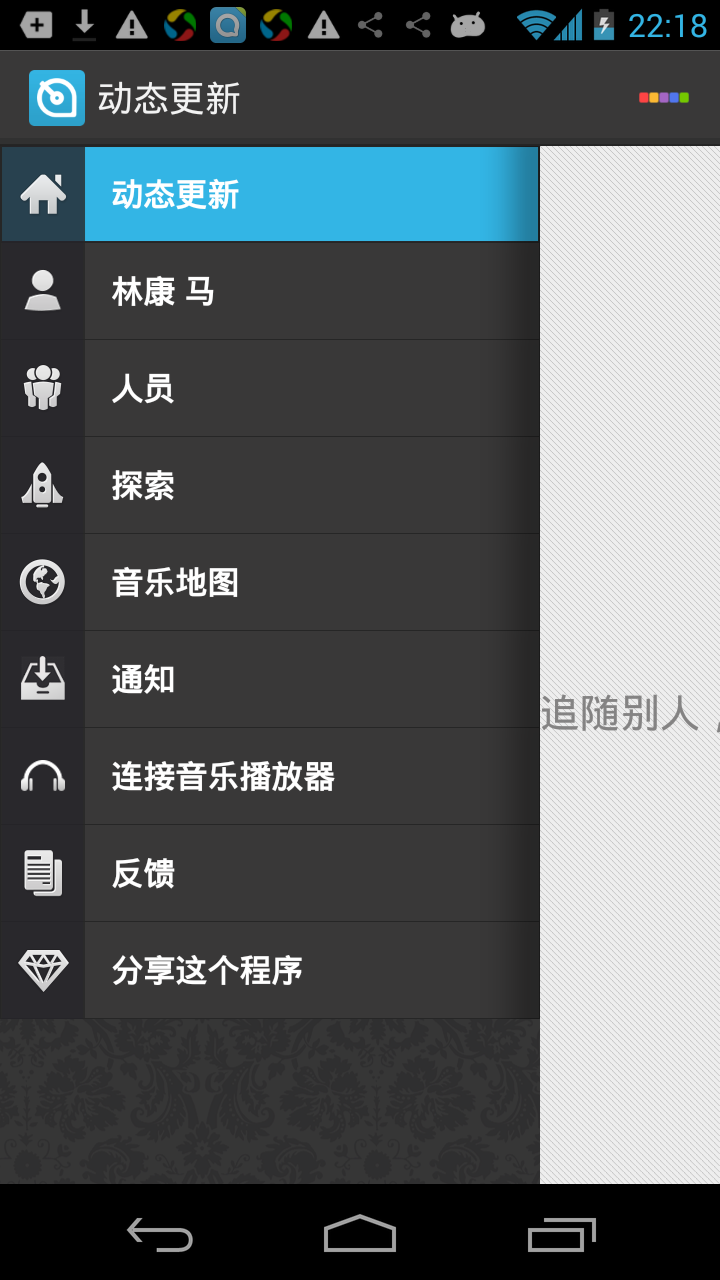 22:18
动态更新
动态更新
林康 马
人员
探索
音乐地图
通知
追随别人，
连接音乐播放器
反馈
分享这个程序